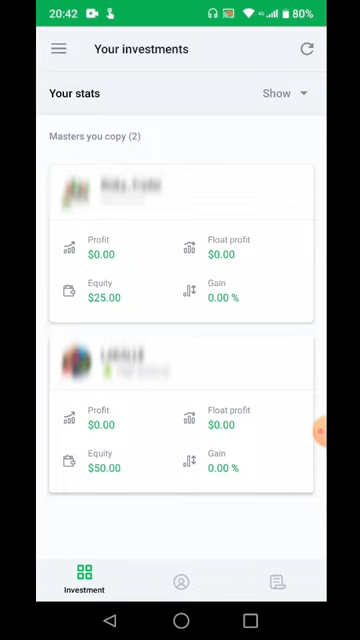 20:42
80%
Your investments
Your stats
Show
Masters you copy (2)
Profit
$0.00
Float profit
$0.00
Equity
$25.00
Gain
0.00 %
Profit
$0.00
Float profit
$0.00
Equity
$50.00
Gain
0.00 %
Investment